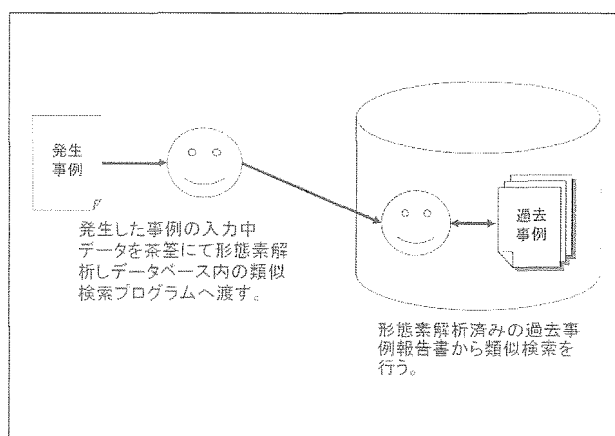 発生
事例
発生した事例の入力中
データを茶筌にて形態素解
析しデータベース内の類似
検索プログラムへ渡す。
過去
事例
形態素解析済みの過去事
例報告書から類似検索を
行う。